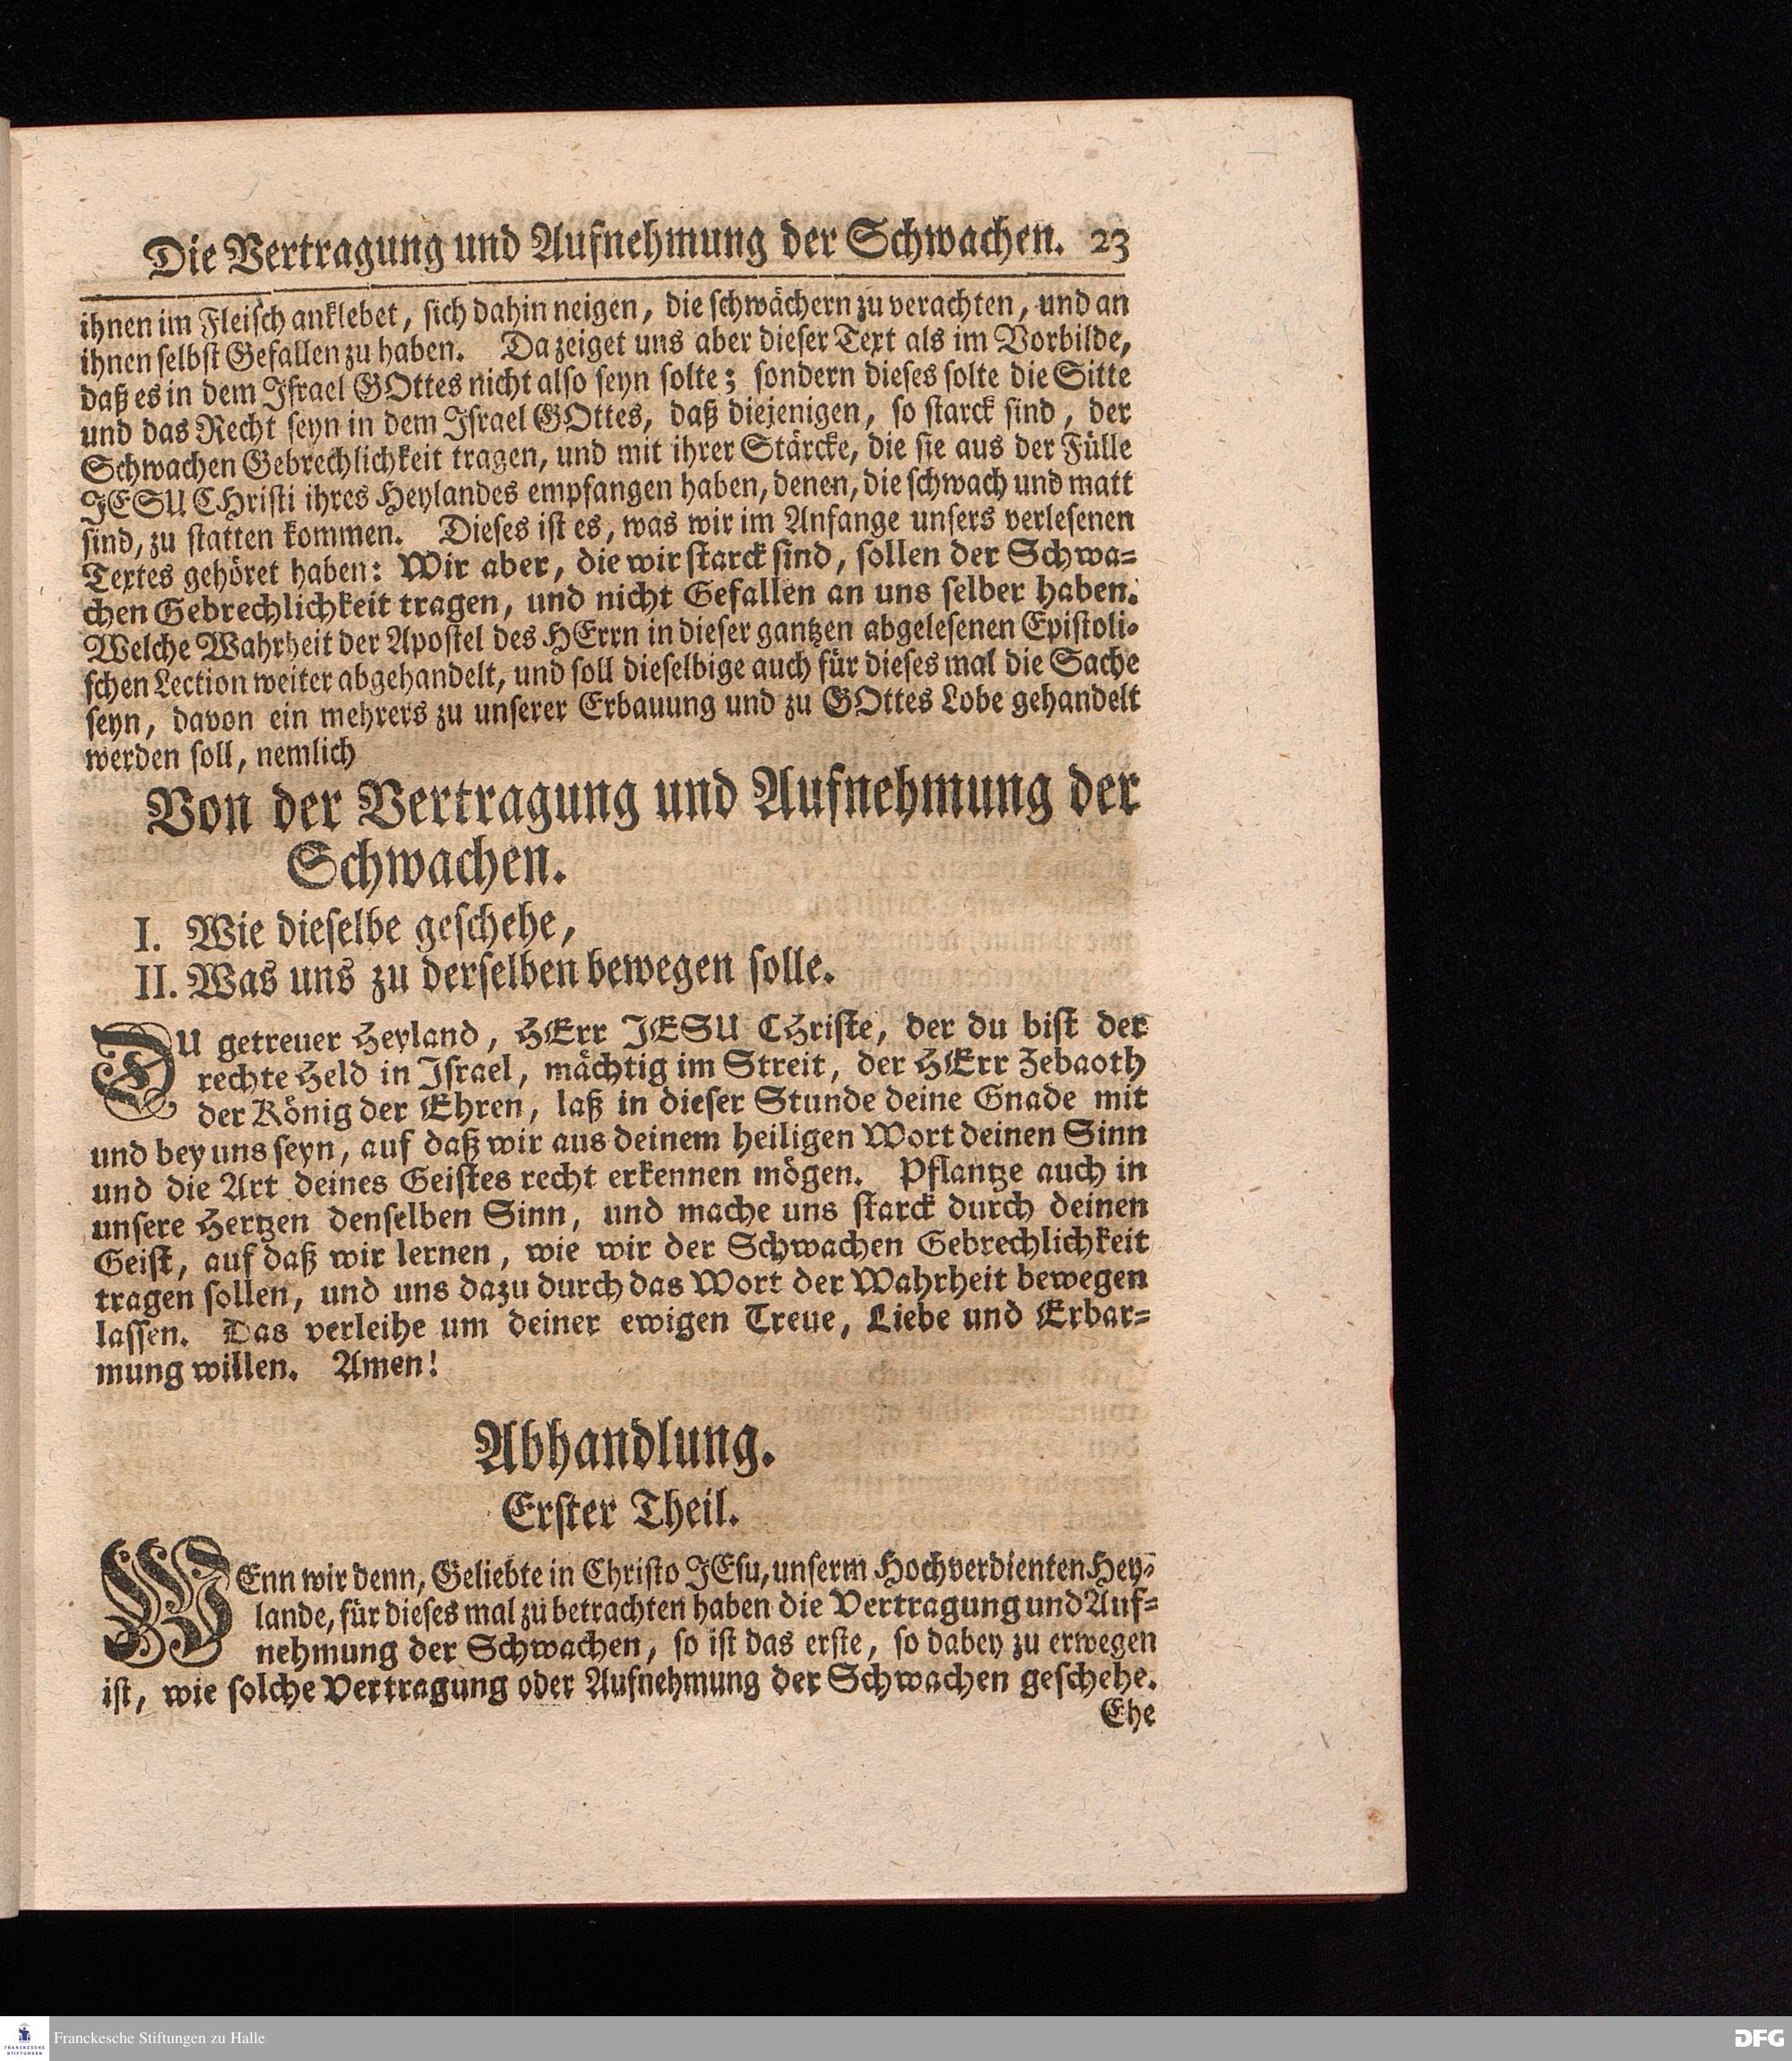 Die Vertragung und Aufnehmung der Schwachen. 23
ihnen im Fleisch anklebet, sich dahin neigen, die schwächern zu verachten, und an
ihnen selbst Gefallen zu haben. Da zeiget uns aber dieser Text als im Vorbilde,
daß es in dem Israel GOttes nicht also seyn solte; sondern dieses solte die Sitte
und das Recht seyn in dem Israel GOttes, daß diejenigen, so starck sind, der
Schwachen Gebrechlichkeit tragen, und mit ihrer Stärcke, die sie aus der Fülle
JESU CHristi ihres Heylandes empfangen haben, denen, die schwach und matt
sind, zu statten kommen. Dieses ist es, was wir im Anfange unsers verlesenen
Textes gehöret haben: Wir aber, die wir starck sind, sollen der Schwa-
chen Gebrechlichkeit tragen, und nicht Gefallen an uns selber haben.
Welche Wahrheit der Apostel des HErrn in dieser gantzen abgelesenen Epistoli-
schen Lection weiter abgehandelt, und soll dieselbige auch für dieses mal die Sache
seyn, davon ein mehrers zu unserer Erbauung und zu GOttes Lobe gehandelt
werden soll, nemlich
Von der Vertragung und Aufnehmung der
Schwachen.
I. Wie dieselbe geschehe,
II. Was uns zu derselben bewegen solle.
DU getreuer Heyland, HErr JESU CHriste, der du bist der
rechte Held in Israel, mächtig im Streit, der HErr Zebaoth
der König der Ehren, laß in dieser Stunde deine Gnade mit
und bey uns seyn, auf daß wir aus deinem heiligen Wort deinen Sinn
und die Art deines Geistes recht erkennen mögen. Pflantze auch in
unsere Hertzen denselben Sinn, und mache uns starck durch deinen
Geist, auf daß wir lernen, wie wir der Schwachen Gebrechlichkeit
tragen sollen, und uns dazu durch das Wort der Wahrheit bewegen
lassen. Das verleihe um deiner ewigen Treue, Liebe und Erbar-
mung willen. Amen!
Abhandlung.
Erster Theil.
WEnn wir denn, Geliebte in Christo JEsu, unserm Hochverdienten Hey-
lande, für dieses mal zu betrachten haben die Vertragung und Auf-
nehmung der Schwachen, so ist das erste, so dabey zu erwegen
ist, wie solche Vertragung oder Aufnehmung der Schwachen geschehe.
Ehe
FRANCKESCHE
STIFTUNGEN
Franckesche Stiftungen zu Halle
DFG